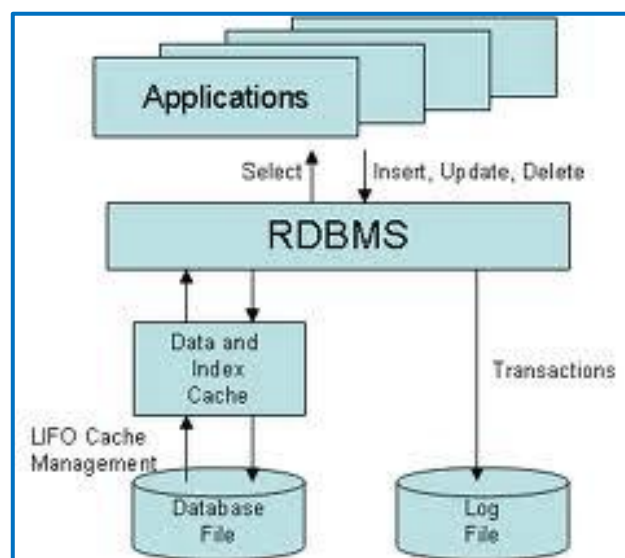 Applications
Select
Insert, Update, Delete
RDBMS
Data and
Index
Cache
Transactions
LIFO Cache
Management
Database
File
Log
File